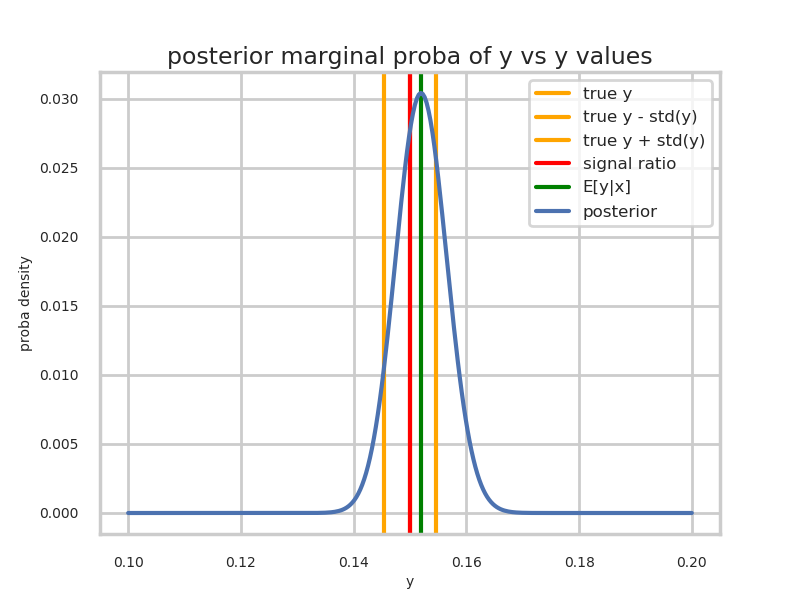 posterior marginal proba of y vs y values
true y
true y - std(y)
true y + std(y)
signal ratio
E[y|x]
posterior
proba density
0.030
0.025
0.020
0.015
0.010
0.005
0.000
0.10 0.12 0.14 0.16 0.18 0.20
y